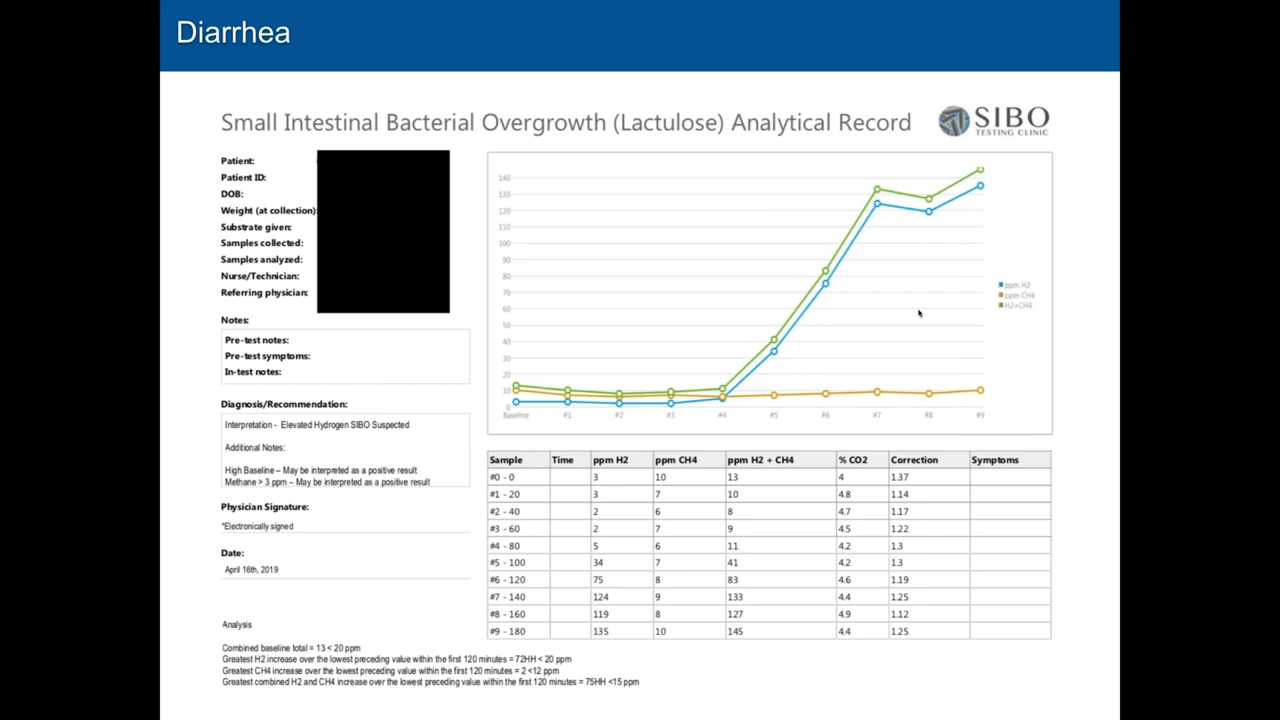 Diarrhea
Small Intestinal Bacterial Overgrowth (Lactulose) Analytical Record
SIBO
TESTING CLINIC
Patient:
Patient ID:
DOB:
Weight (at collection):
Substrate given:
Samples collected:
Samples analyzed:
Nurse/Technician:
Referring physician:
Notes:
Pre-test notes:
Pre-test symptoms:
In-test notes:
Diagnosis/Recommendation:
Interpretation - Elevated Hydrogen SIBO Suspected
Additional Notes:
High Baseline – May be interpreted as a positive result
Methane > 3 ppm – May be interpreted as a positive result
Physician Signature:
*Electronically signed
Date:
April 16th, 2019
140
130
120
110
100
90
80
70
60
50
40
30
20
10
0
Baseline #1 #2 #3 #4 #5 #6 #7 #8 #9
ppm H2
ppm CH4
H2+CH4
Sample Time ppm H2 ppm CH4 ppm H2 + CH4 % CO2 Correction Symptoms
#0 - 0 3 10 13 4 1.37
#1 - 20 3 7 10 4.8 1.14
#2 - 40 2 6 8 4.7 1.17
#3 - 60 2 7 9 4.5 1.22
#4 - 80 5 6 11 4.2 1.3
#5 - 100 34 7 41 4.2 1.3
#6 - 120 75 8 83 4.6 1.19
#7 - 140 124 9 133 4.4 1.25
#8 - 160 119 8 127 4.9 1.12
#9 - 180 135 10 145 4.4 1.25
Analysis
Combined baseline total = 13 < 20 ppm
Greatest H2 increase over the lowest preceding value within the first 120 minutes = 72HH < 20 ppm
Greatest CH4 increase over the lowest preceding value within the first 120 minutes = 2 <12 ppm
Greatest combined H2 and CH4 increase over the lowest preceding value within the first 120 minutes = 75HH <15 ppm